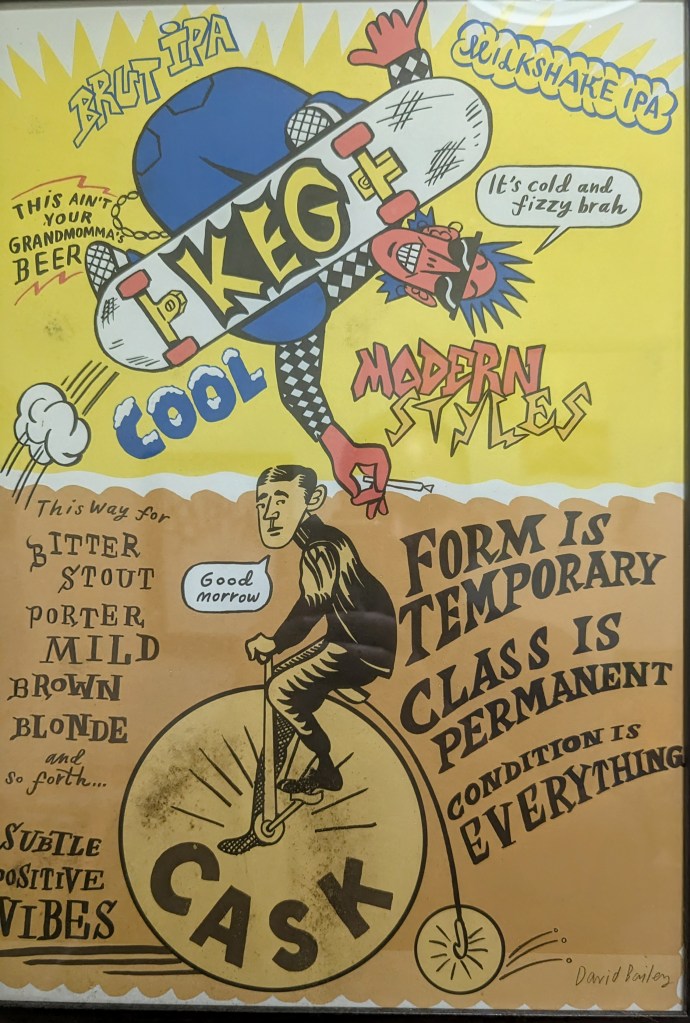 BRUT IPA
MILKSHAKE IPA
THIS AIN'T
YOUR
GRANDMOMMA'S
BEER
KEG
It's cold and
fizzy brah
COOL
MODERN
STYLES
This Way for
BITTER
STOUT
PORTER
MILD
BROWN
BLONDE
and
so forth...
SUBTLE
POSITIVE
VIBES
Good
morrow
FORM IS
TEMPORARY
CLASS IS
PERMANENT
CONDITION IS
EVERYTHING
CASK
David Bailey